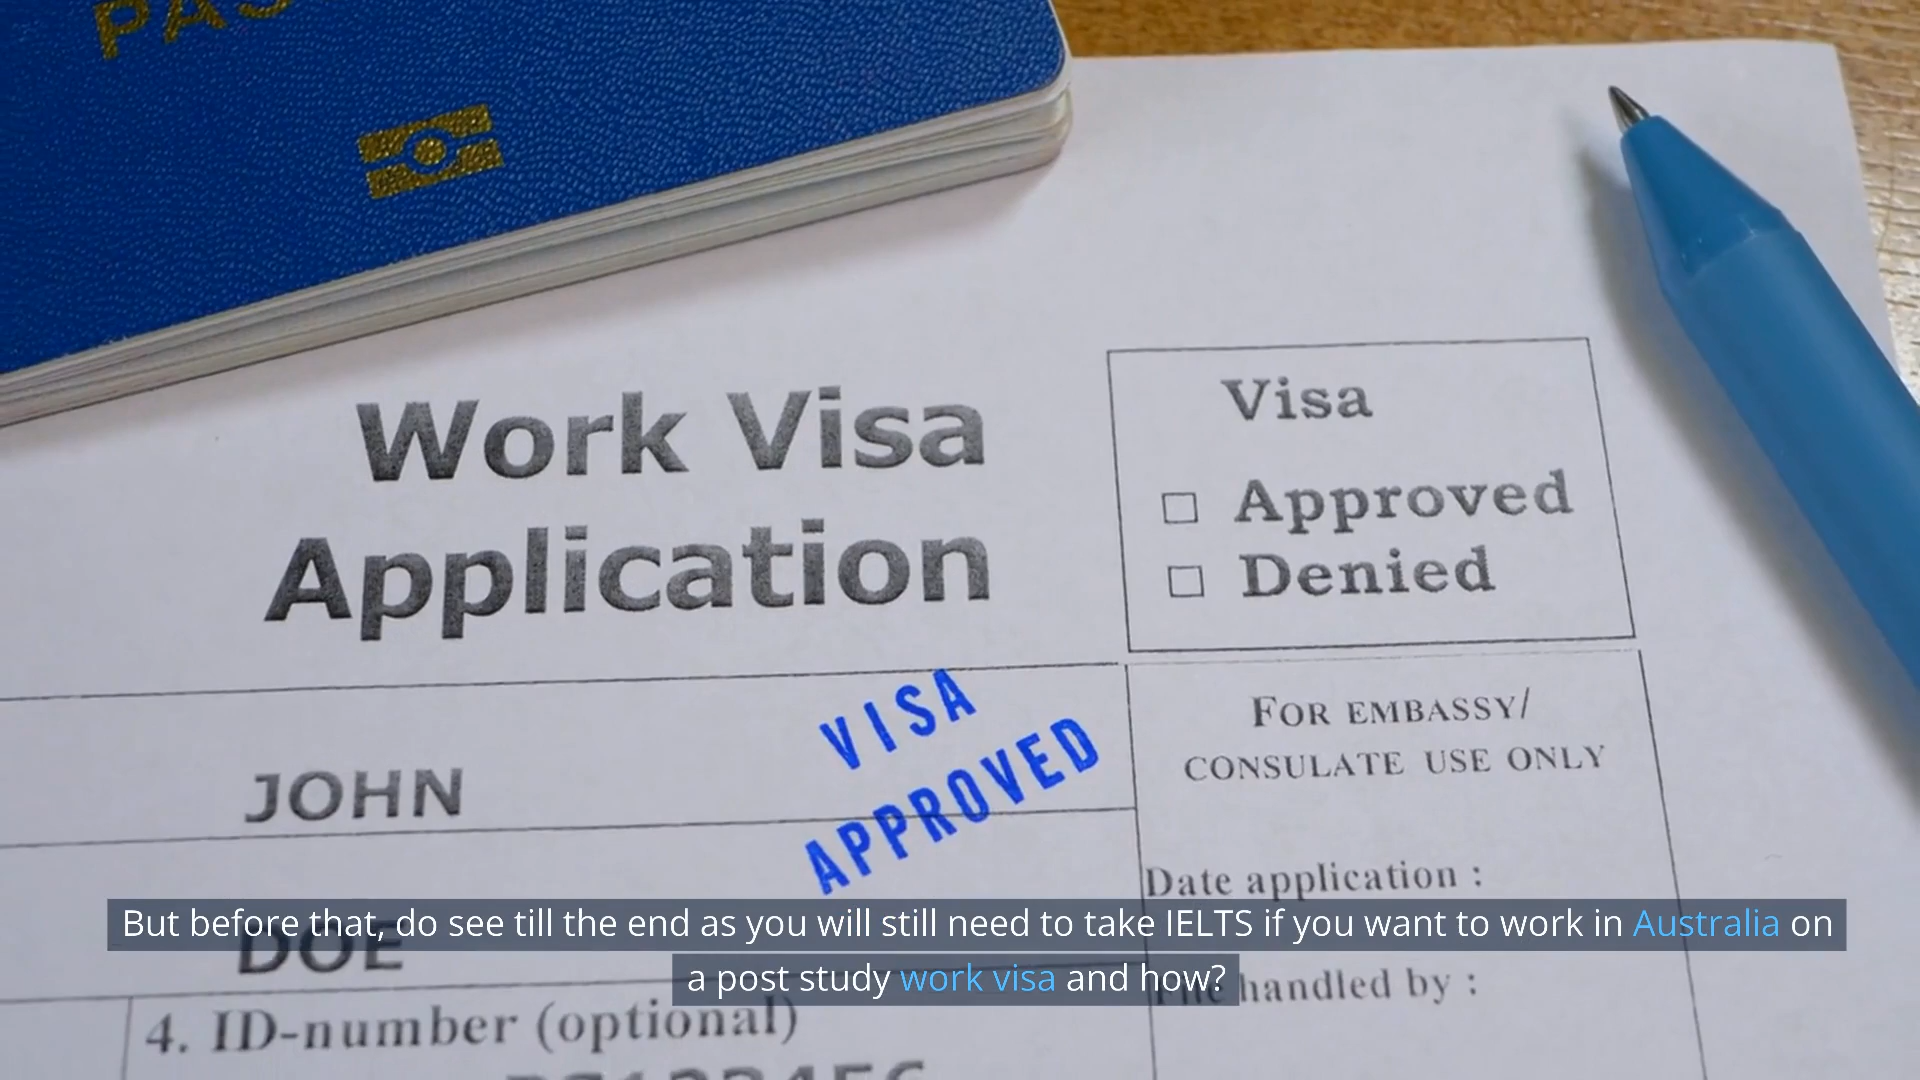 Work Visa
Application
Visa
Approved
Denied
VISA
APPROVED
FOR EMBASSY/
CONSULATE USE ONLY
JOHN
Date application :
DOE
But before that, do see till the end as you will still need to take IELTS if you want to work in Australia on
a post study work visa and how?
handled by :
4. ID-number (optional)